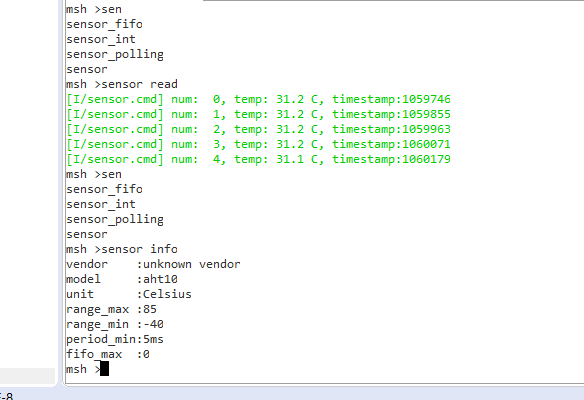 msh >sen
sensor_fifo
sensor_int
sensor_polling
sensor
msh >sensor read
[I/sensor.cmd] num:  0, temp: 31.2 C, timestamp:1059746
[I/sensor.cmd] num:  1, temp: 31.2 C, timestamp:1059855
[I/sensor.cmd] num:  2, temp: 31.2 C, timestamp:1059963
[I/sensor.cmd] num:  3, temp: 31.2 C, timestamp:1060071
[I/sensor.cmd] num:  4, temp: 31.1 C, timestamp:1060179
msh >sen
sensor_fifo
sensor_int
sensor_polling
sensor
msh >sensor info
vendor    :unknown vendor
model     :aht10
unit      :Celsius
range_max :85
range_min :-40
period_min:5ms
fifo_max  :0
msh >